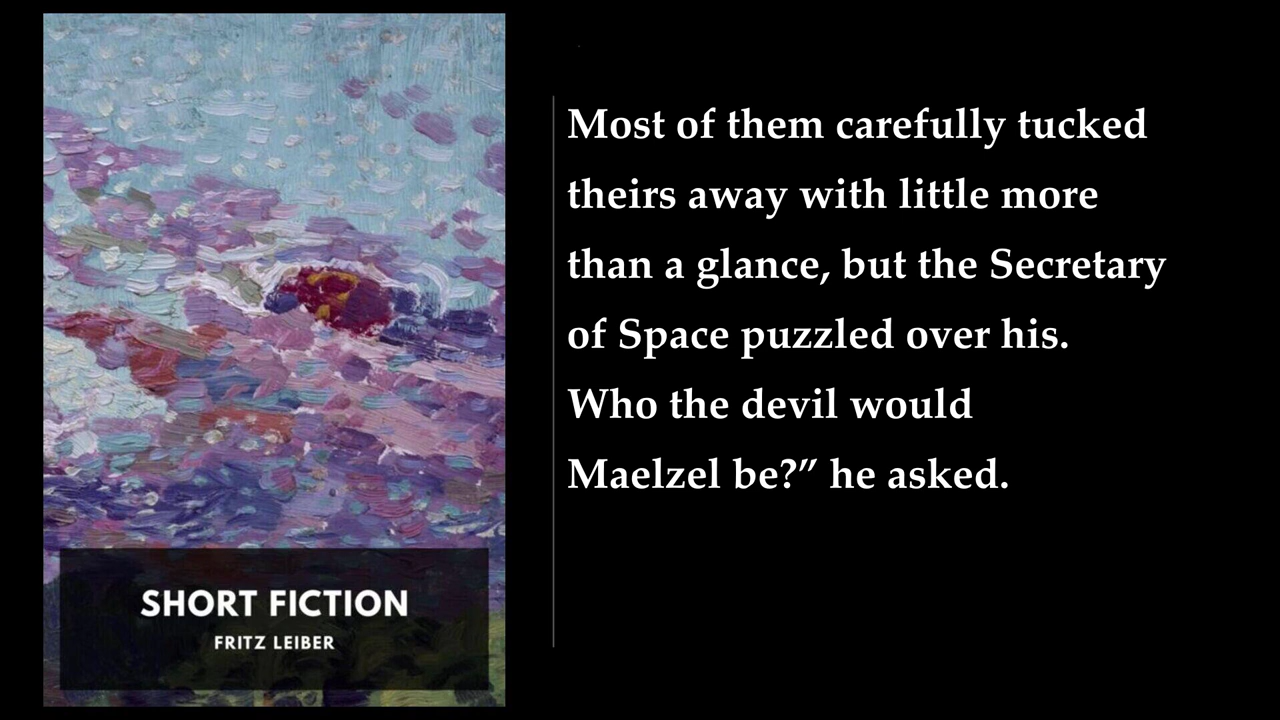 SHORT FICTION
FRITZ LEIBER
Most of them carefully tucked
theirs away with little more
than a glance, but the Secretary
of Space puzzled over his.
Who the devil would
Maelzel be?” he asked.